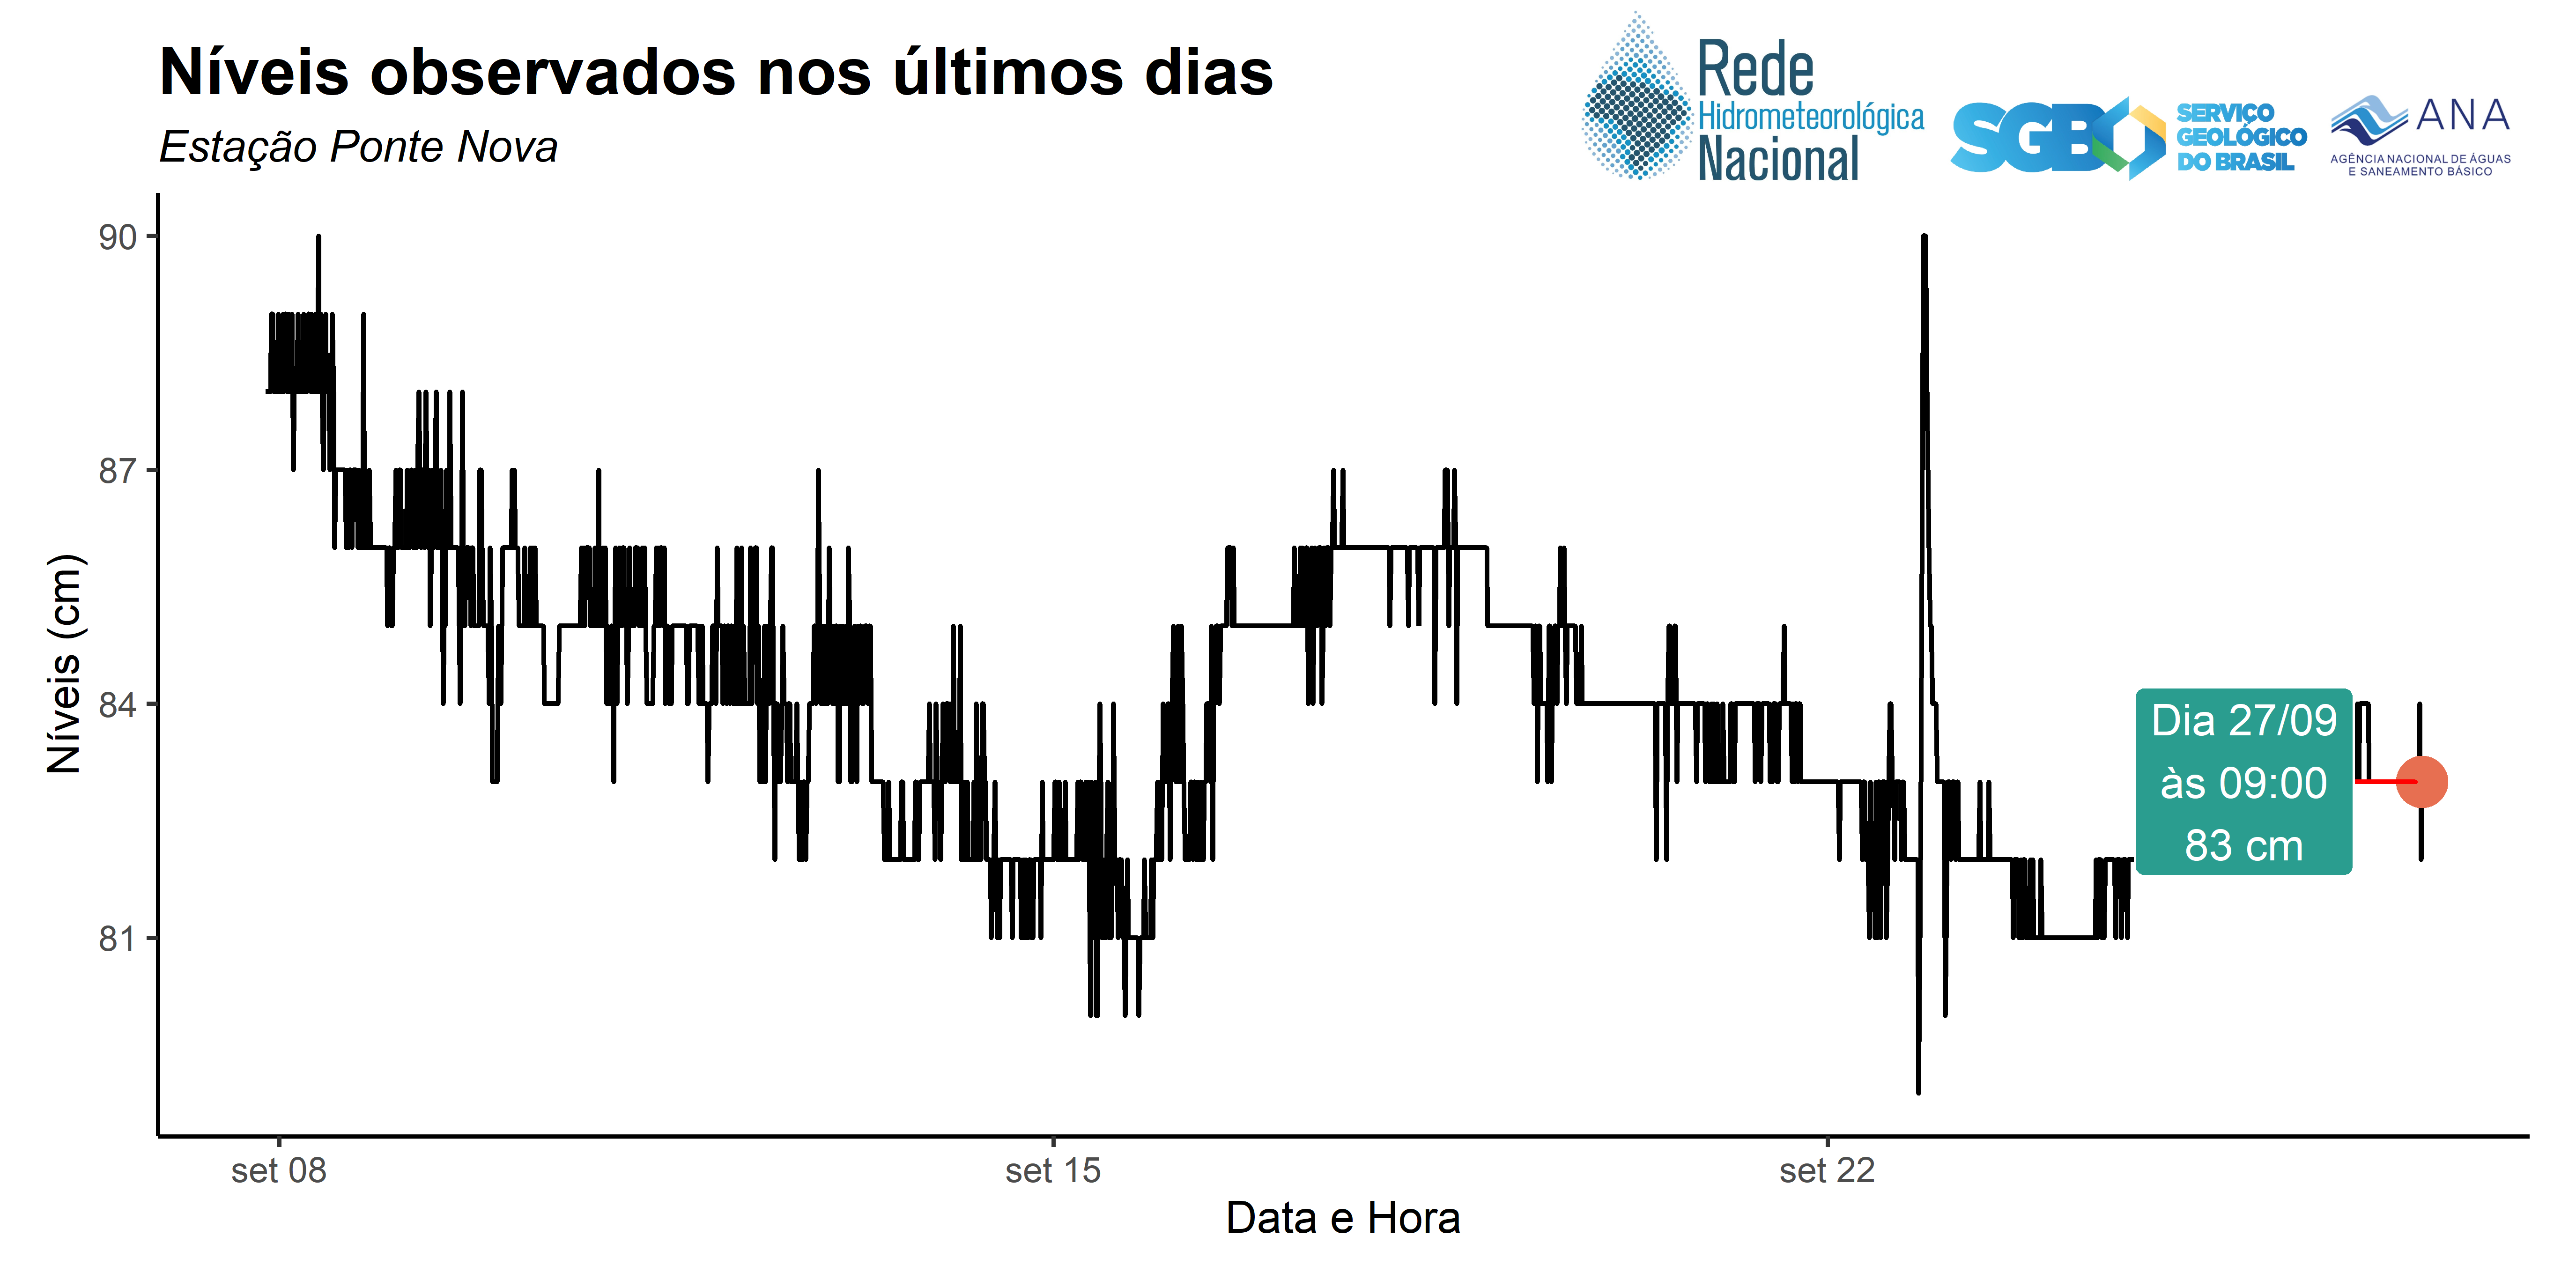 Níveis observados nos últimos dias
Estação Ponte Nova
Rede
Hidrometeorológica
Nacional
SGB
SERVIÇO
GEOLÓGICO
DO BRASIL
ANA
AGÊNCIA NACIONAL DE ÁGUAS
E SANEAMENTO BÁSICO
Níveis (cm)
90
87
84
81
Dia 27/09
às 09:00
83 cm
set 08
set 15
set 22
Data e Hora